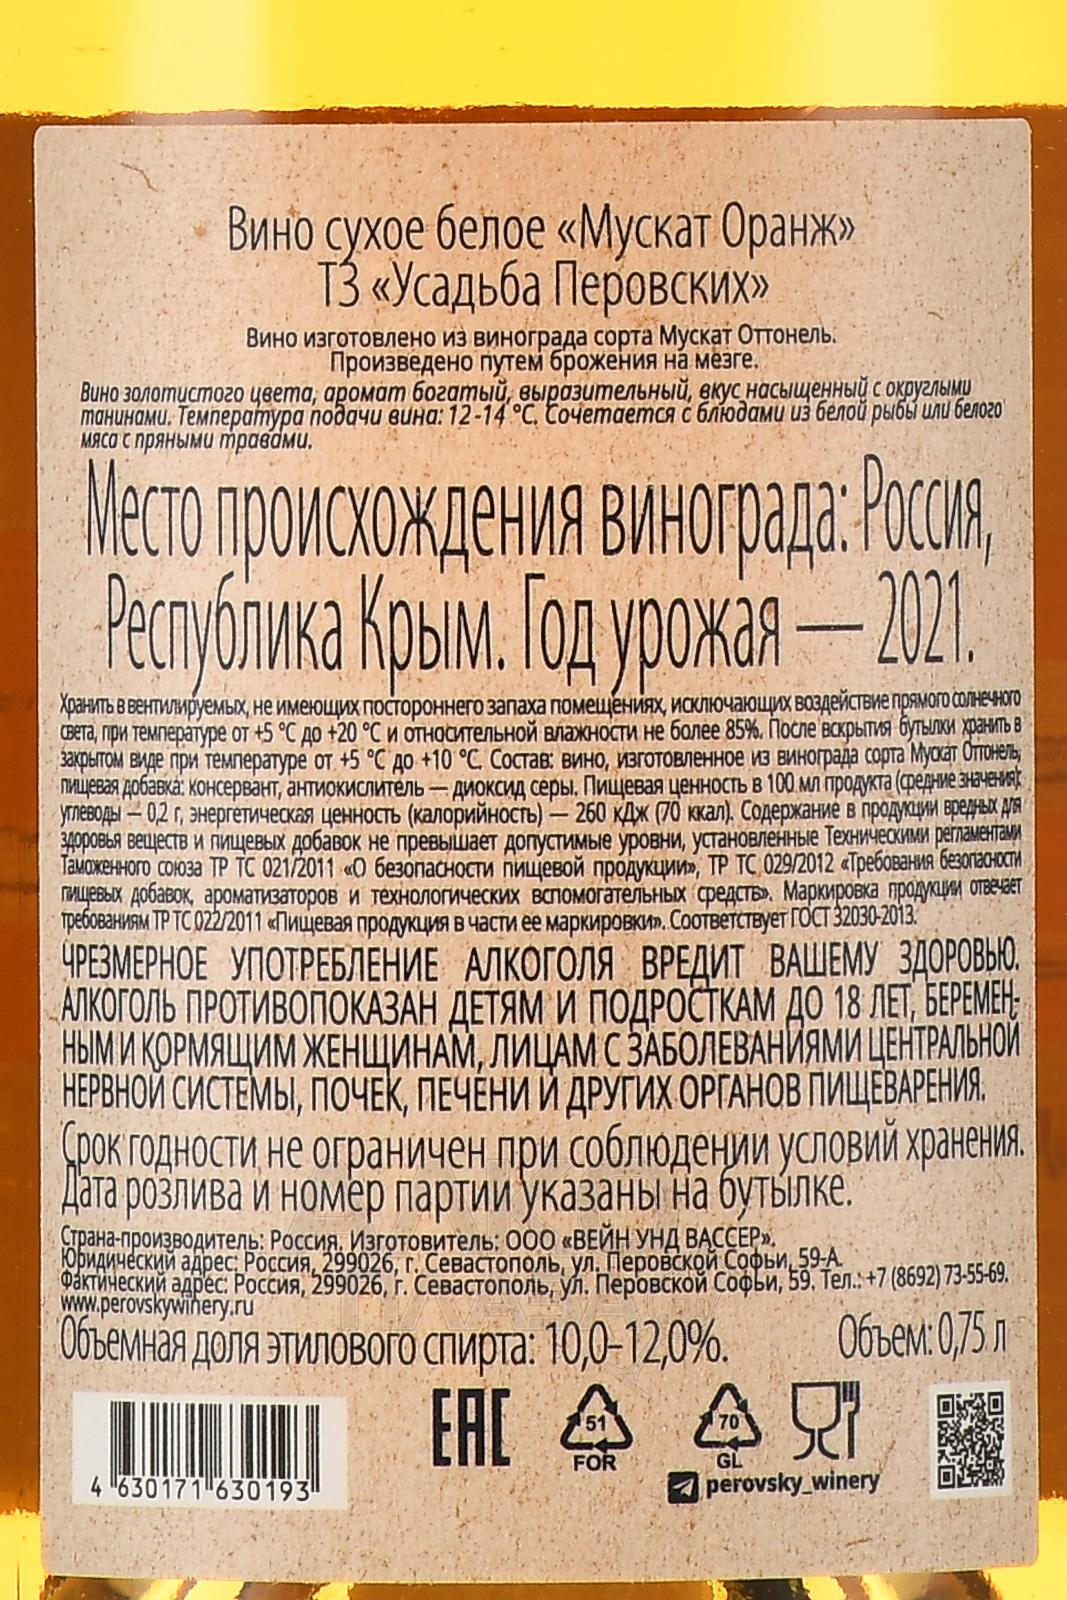 Вино сухое белое «Мускат Оранж»
ТЗ «Усадьба Перовских»
Вино изготовлено из винограда сорта Мускат Оттонель.
Произведено путем брожения на мезге.
Вино золотистого цвета, аромат богатый, выразительный, вкус насыщенный с округлыми
танинами. Температура подачи вина: 12-14 °С. Сочетается с блюдами из белой рыбы или белого
мяса с пряными травами.
Место происхождения винограда: Россия,
Республика Крым. Год урожая — 2021.
Хранить в вентилируемых, не имеющих постороннего запаха помещениях, исключающих воздействие прямого солнечного
света, при температуре от +5 °С до +20 °С и относительной влажности не более 85%. После вскрытия бутылки хранить в
закрытом виде при температуре от +5 °С до +10 °С. Состав: вино, изготовленное из винограда сорта Мускат Оттонель,
пищевая добавка: консервант, антиокислитель — диоксид серы. Пищевая ценность в 100 мл продукта (средние значения):
углеводы — 0,2 г, энергетическая ценность (калорийность) — 260 кДж (70 ккал). Содержание в продукции вредных для
здоровья веществ и пищевых добавок не превышает допустимые уровни, установленные Техническими регламентами
Таможенного союза ТР ТС 021/2011 «О безопасности пищевой продукции», ТР ТС 029/2012 «Требования безопасности
пищевых добавок, ароматизаторов и технологических вспомогательных средств». Маркировка продукции отвечает
требованиям ТР ТС 022/2011 «Пищевая продукция в части ее маркировки». Соответствует ГОСТ 32030-2013.
ЧРЕЗМЕРНОЕ УПОТРЕБЛЕНИЕ АЛКОГОЛЯ ВРЕДИТ ВАШЕМУ ЗДОРОВЬЮ.
АЛКОГОЛЬ ПРОТИВОПОКАЗАН ДЕТЯМ И ПОДРОСТКАМ ДО 18 ЛЕТ, БЕРЕМЕН-
НЫМ И КОРМЯЩИМ ЖЕНЩИНАМ, ЛИЦАМ С ЗАБОЛЕВАНИЯМИ ЦЕНТРАЛЬНОЙ
НЕРВНОЙ СИСТЕМЫ, ПОЧЕК, ПЕЧЕНИ И ДРУГИХ ОРГАНОВ ПИЩЕВАРЕНИЯ.
Срок годности не ограничен при соблюдении условий хранения.
Дата розлива и номер партии указаны на бутылке.
Страна-производитель: Россия. Изготовитель: ООО «ВЕЙН УНД ВАССЕР».
Юридический адрес: Россия, 299026, г. Севастополь, ул. Перовской Софьи, 59-А.
Фактический адрес: Россия, 299026, г. Севастополь, ул. Перовской Софьи, 59. Тел.: +7 (8692) 73-55-69.
www.perovskywinery.ru
Объемная доля этилового спирта: 10,0–12,0%. Объем: 0,75 л
EAC 51 70
FOR GL
perovsky_winery
4 630171 630193